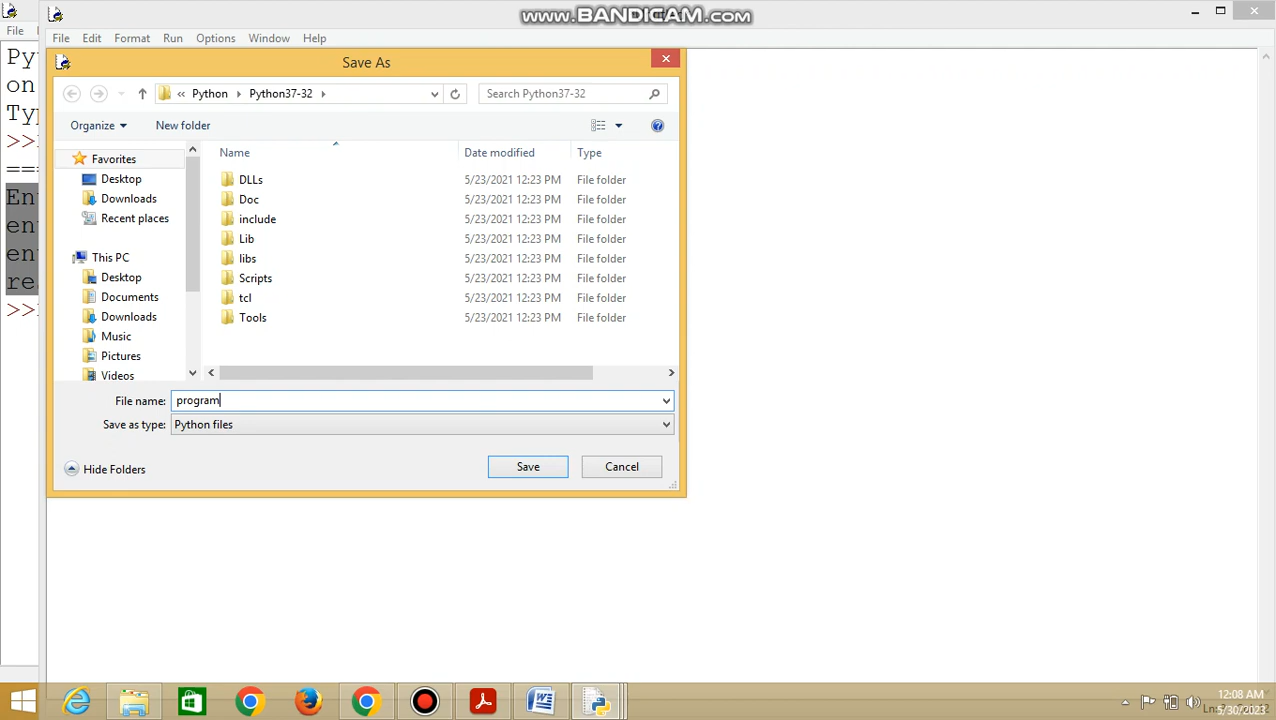 www.BANDICAM.com
File
File Edit Format Run Options Window Help
Save As
« Python Python37-32
Search Python37-32
Organize New folder
Name Date modified Type
Favorites
Desktop
Downloads
Recent places
This PC
Desktop
Documents
Downloads
Music
Pictures
Videos
DLLs 5/23/2021 12:23 PM File folder
Doc 5/23/2021 12:23 PM File folder
include 5/23/2021 12:23 PM File folder
Lib 5/23/2021 12:23 PM File folder
libs 5/23/2021 12:23 PM File folder
Scripts 5/23/2021 12:23 PM File folder
tcl 5/23/2021 12:23 PM File folder
Tools 5/23/2021 12:23 PM File folder
File name: program
Save as type: Python files
Hide Folders Save Cancel
Py
on
Typ
>>
==
En
en
en
re
>>
12:08 AM
5/30/2023